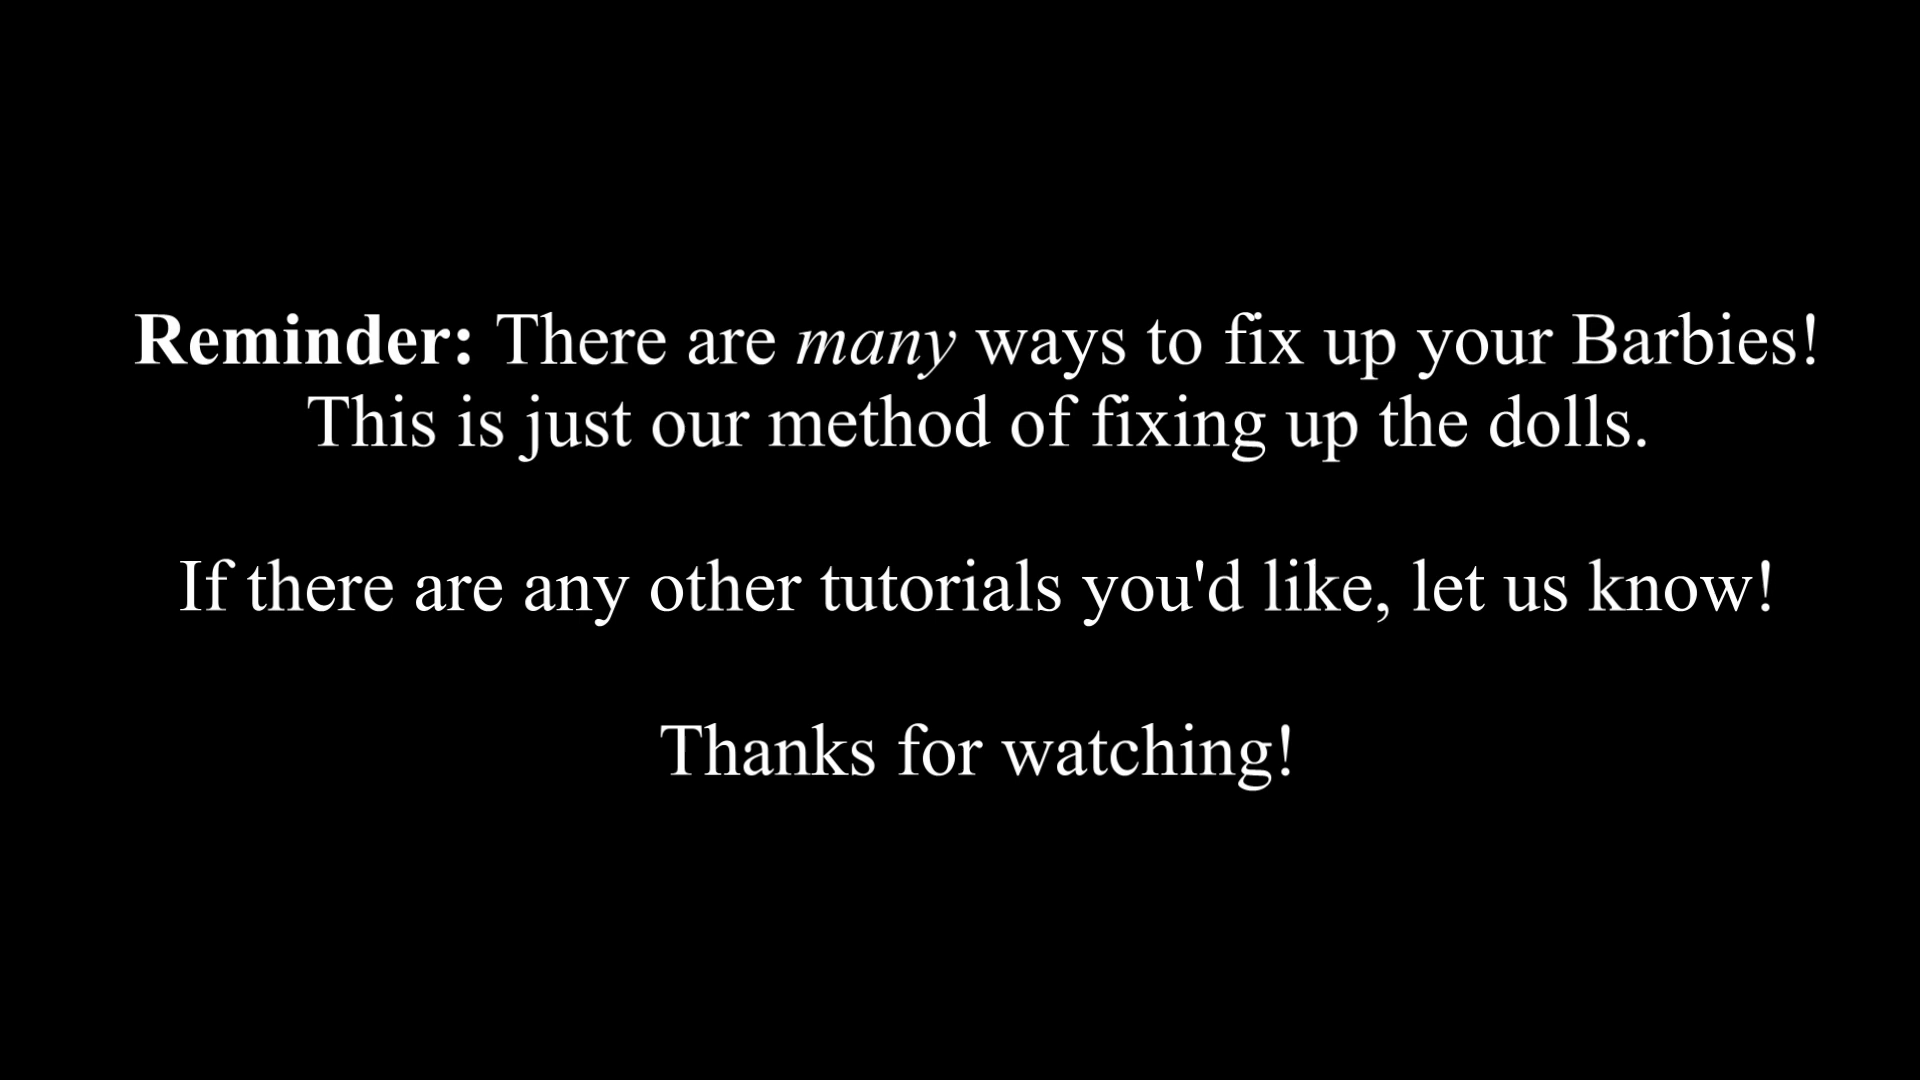 Reminder: There are many ways to fix up your Barbies!
This is just our method of fixing up the dolls.
If there are any other tutorials you'd like, let us know!
Thanks for watching!